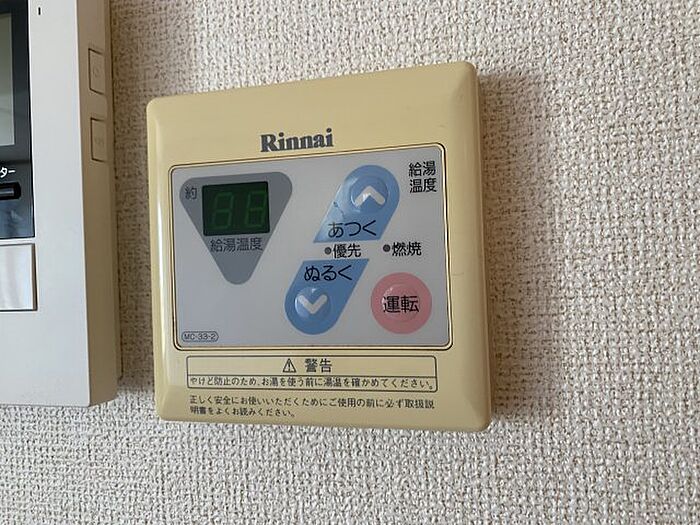 ター
Rinnai
約
給湯温度
給湯
温度
あつく
優先
燃焼
ぬるく
運転
MC-33-2
⚠ 警告
やけど防止のため、お湯を使う前に湯温を確かめてください。
正しく安全にお使いいただくためにご使用の前に必ず取扱説
明書をよくお読みください。